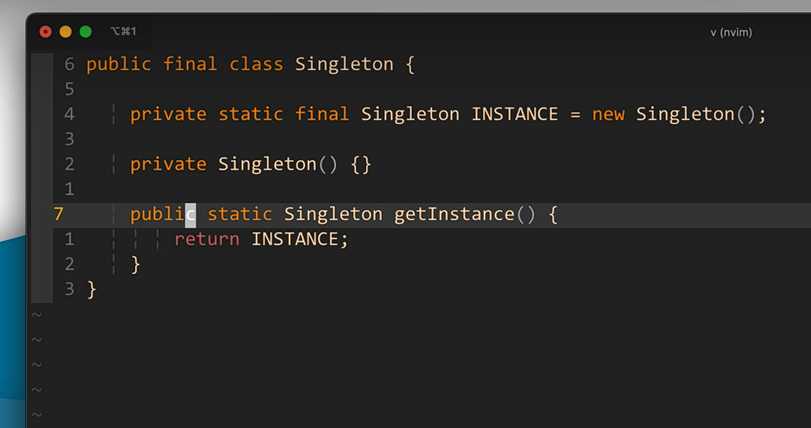 ⌥⌘1
v (nvim)
6 public final class Singleton {
5
4     private static final Singleton INSTANCE = new Singleton();
3
2     private Singleton() {}
1
7     public static Singleton getInstance() {
1         return INSTANCE;
2     }
3 }
~
~
~
~
~